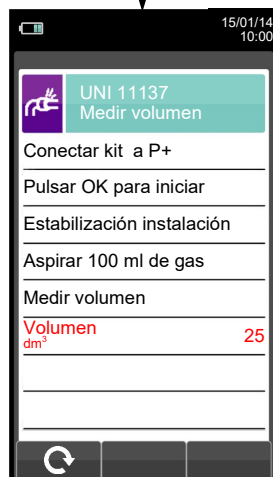 15/01/14
10:00
UNI 11137
Medir volumen
Conectar kit a P+
Pulsar OK para iniciar
Estabilización instalación
Aspirar 100 ml de gas
Medir volumen
Volumen 25
dm³